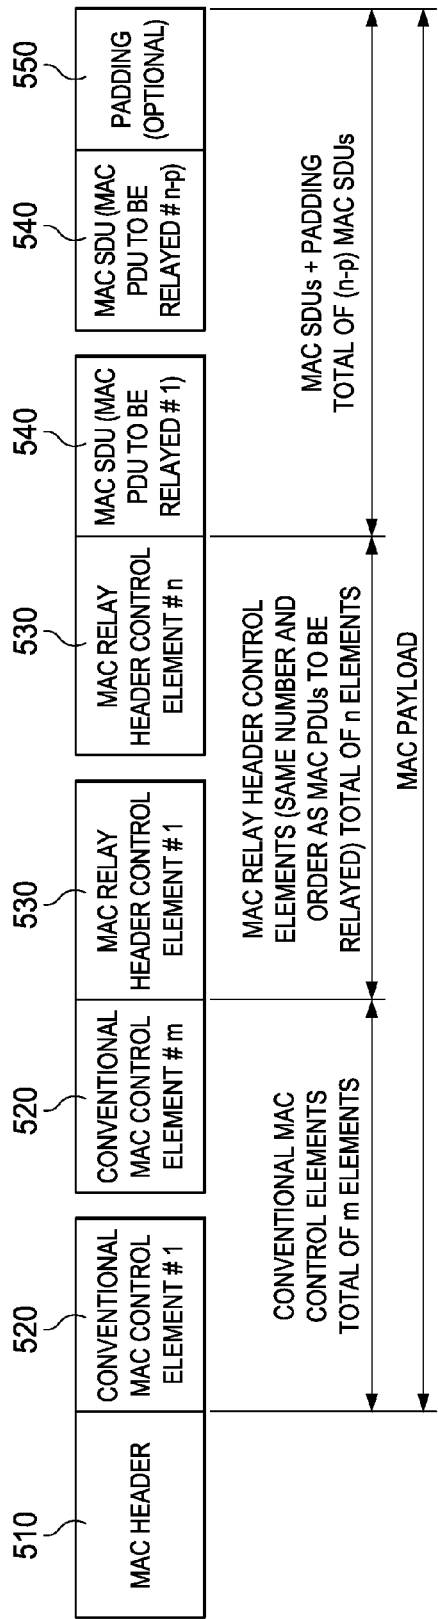 510
520
520
530
530
540
540
550
MAC HEADER
CONVENTIONAL
MAC CONTROL
ELEMENT # 1
CONVENTIONAL
MAC CONTROL
ELEMENT # m
MAC RELAY
HEADER CONTROL
ELEMENT #1
MAC RELAY
HEADER CONTROL
ELEMENT # n
MAC SDU (MAC
PDU TO BE
RELAYED # 1)
MAC SDU (MAC
PDU TO BE
RELAYED # n-p)
PADDING
(OPTIONAL)
CONVENTIONAL MAC
CONTROL ELEMENTS
TOTAL OF m ELEMENTS
MAC RELAY HEADER CONTROL
ELEMENTS (SAME NUMBER AND
ORDER AS MAC PDUs TO BE
RELAYED) TOTAL OF n ELEMENTS
MAC SDUs + PADDING
TOTAL OF (n-p) MAC SDUs
MAC PAYLOAD